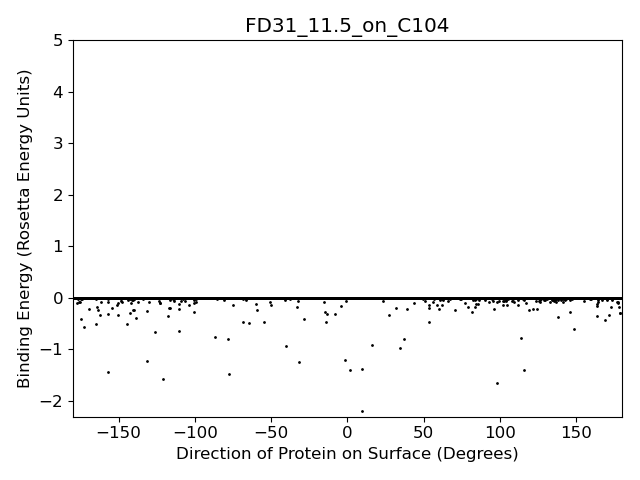 FD31_11.5_on_C104
Binding Energy (Rosetta Energy Units)
5
4
3
2
1
0
−1
−2
−150 −100 −50 0 50 100 150
Direction of Protein on Surface (Degrees)